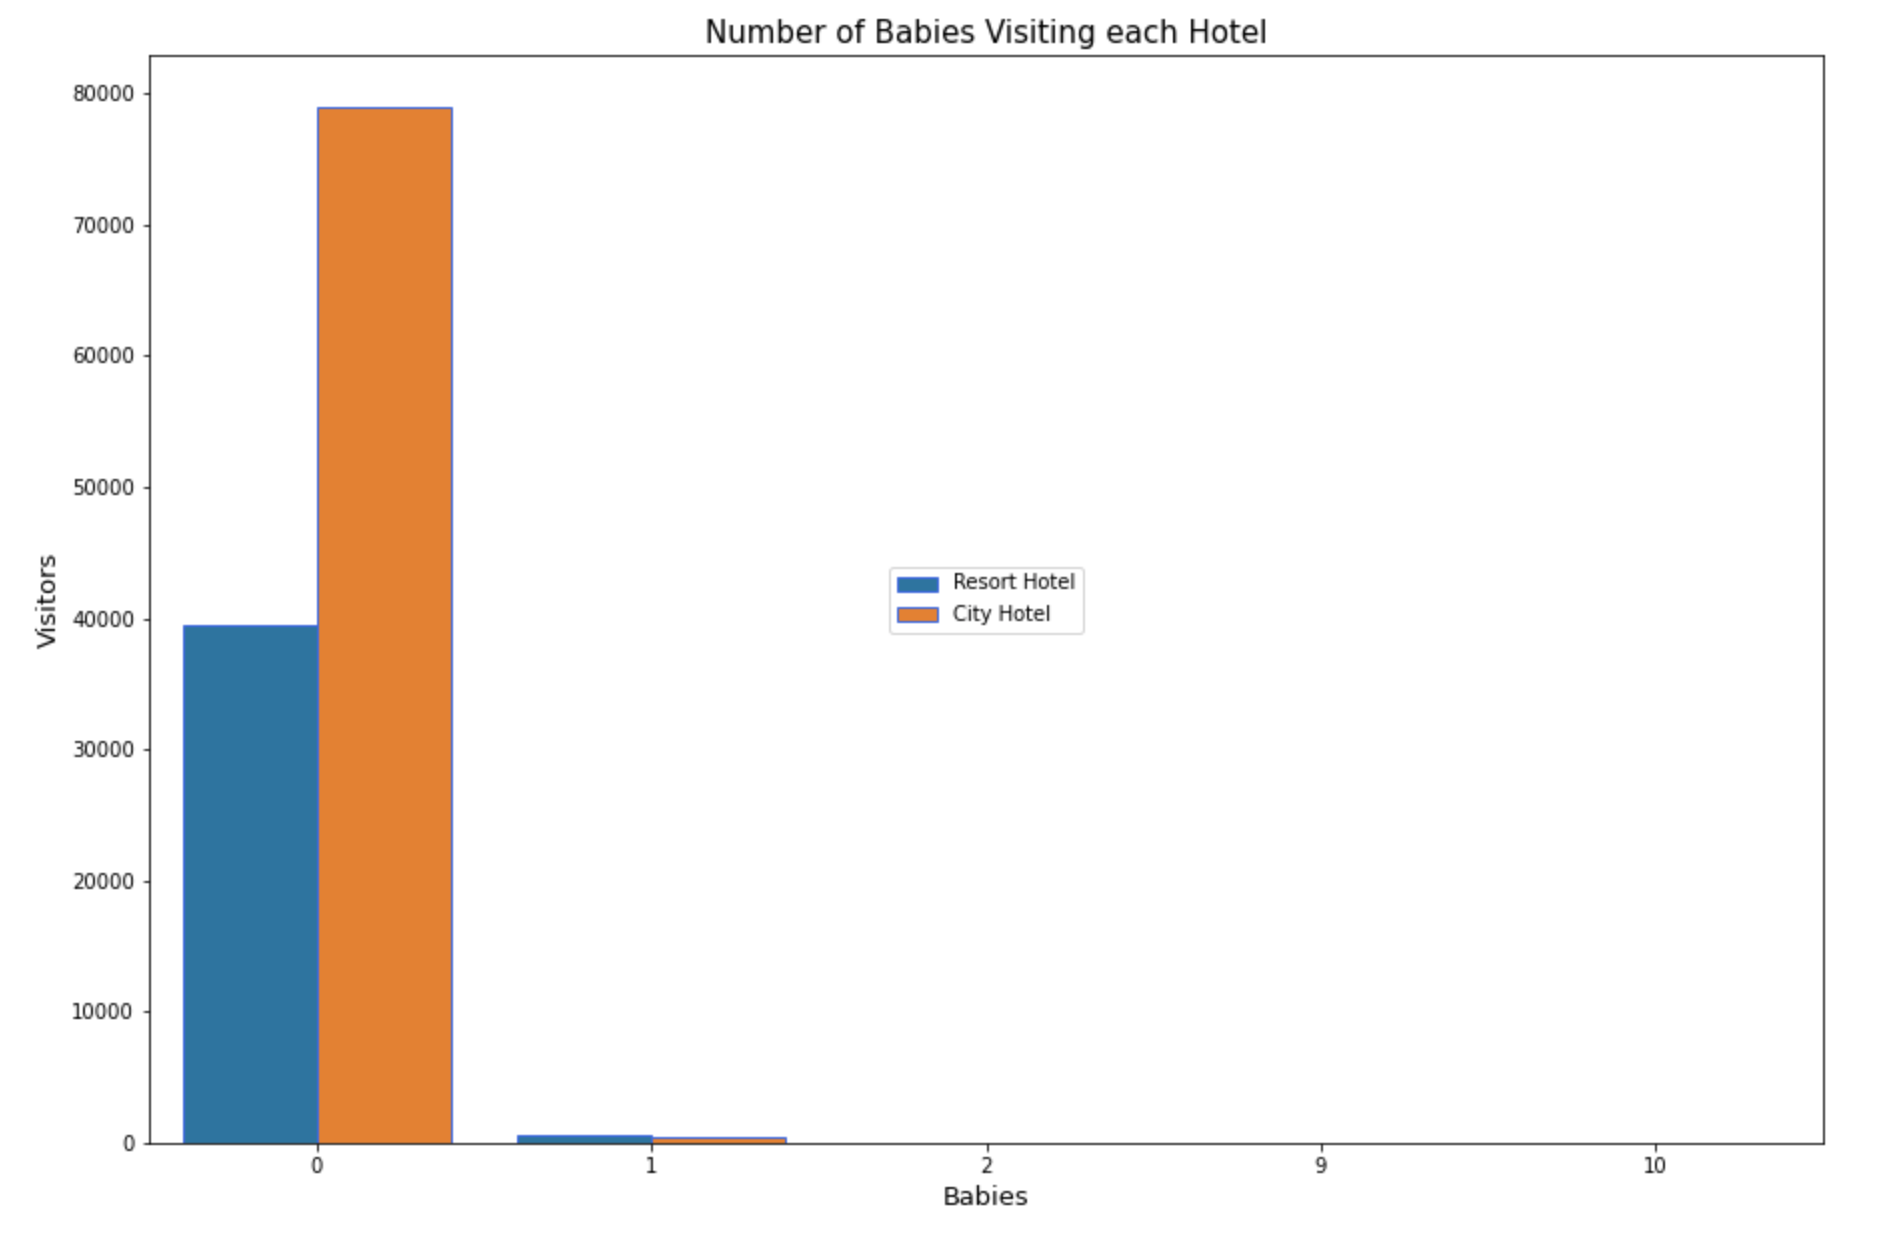 Number of Babies Visiting each Hotel
80000
70000
60000
50000
40000
30000
20000
10000
0
Visitors
Resort Hotel
City Hotel
0 1 2 9 10
Babies